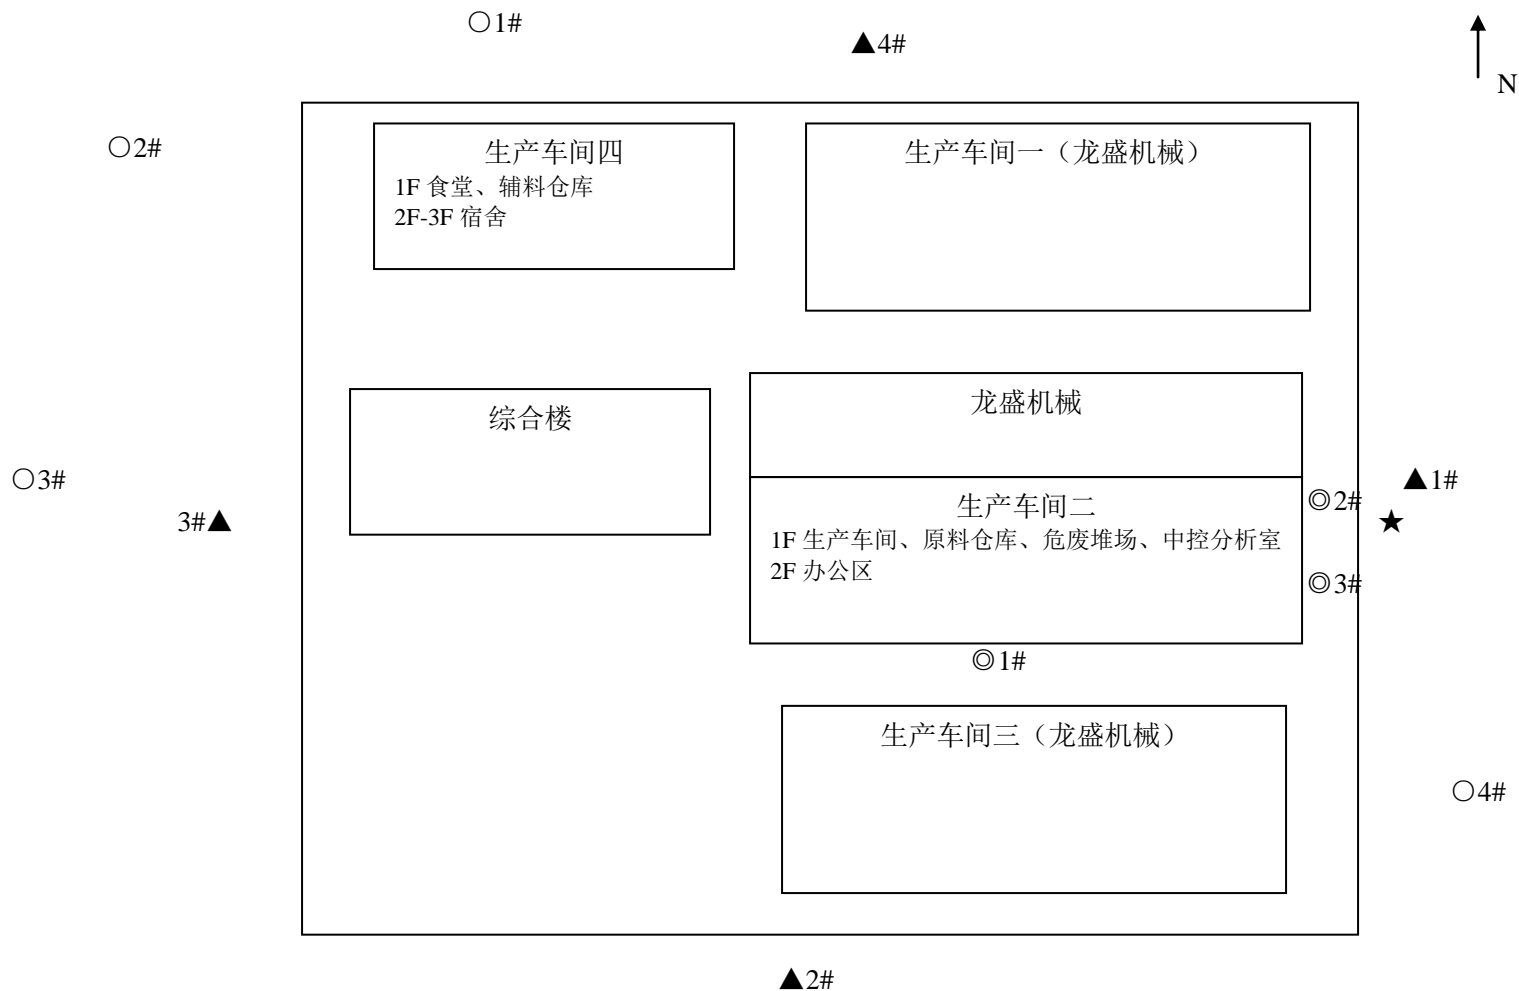 ○1#
▲4#
N
○2#
生产车间四
1F 食堂、辅料仓库
2F-3F 宿舍
生产车间一（龙盛机械）
综合楼
龙盛机械
○3#
3#▲
生产车间二
1F 生产车间、原料仓库、危废堆场、中控分析室
2F 办公区
◎2#
▲1#
★
◎3#
◎1#
生产车间三（龙盛机械）
○4#
▲2#